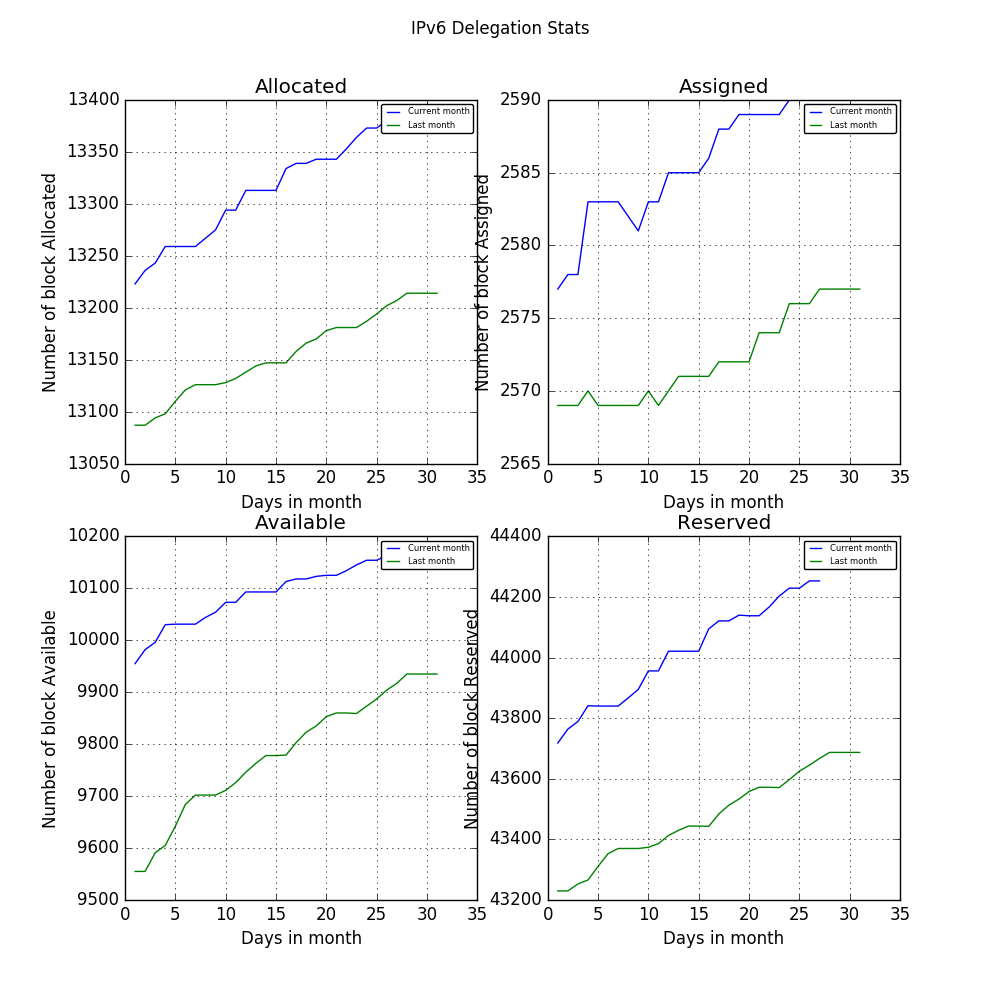 IPv6 Delegation Stats
Allocated
Number of block Allocated
13400
13350
13300
13250
13200
13150
13100
13050
0 5 10 15 20 25 30 35
Days in month
Current month
Last month
Assigned
Number of block Assigned
2590
2585
2580
2575
2570
2565
0 5 10 15 20 25 30 35
Days in month
Current month
Last month
Available
Number of block Available
10200
10100
10000
9900
9800
9700
9600
9500
0 5 10 15 20 25 30 35
Days in month
Current month
Last month
Reserved
Number of block Reserved
44400
44200
44000
43800
43600
43400
43200
0 5 10 15 20 25 30 35
Days in month
Current month
Last month